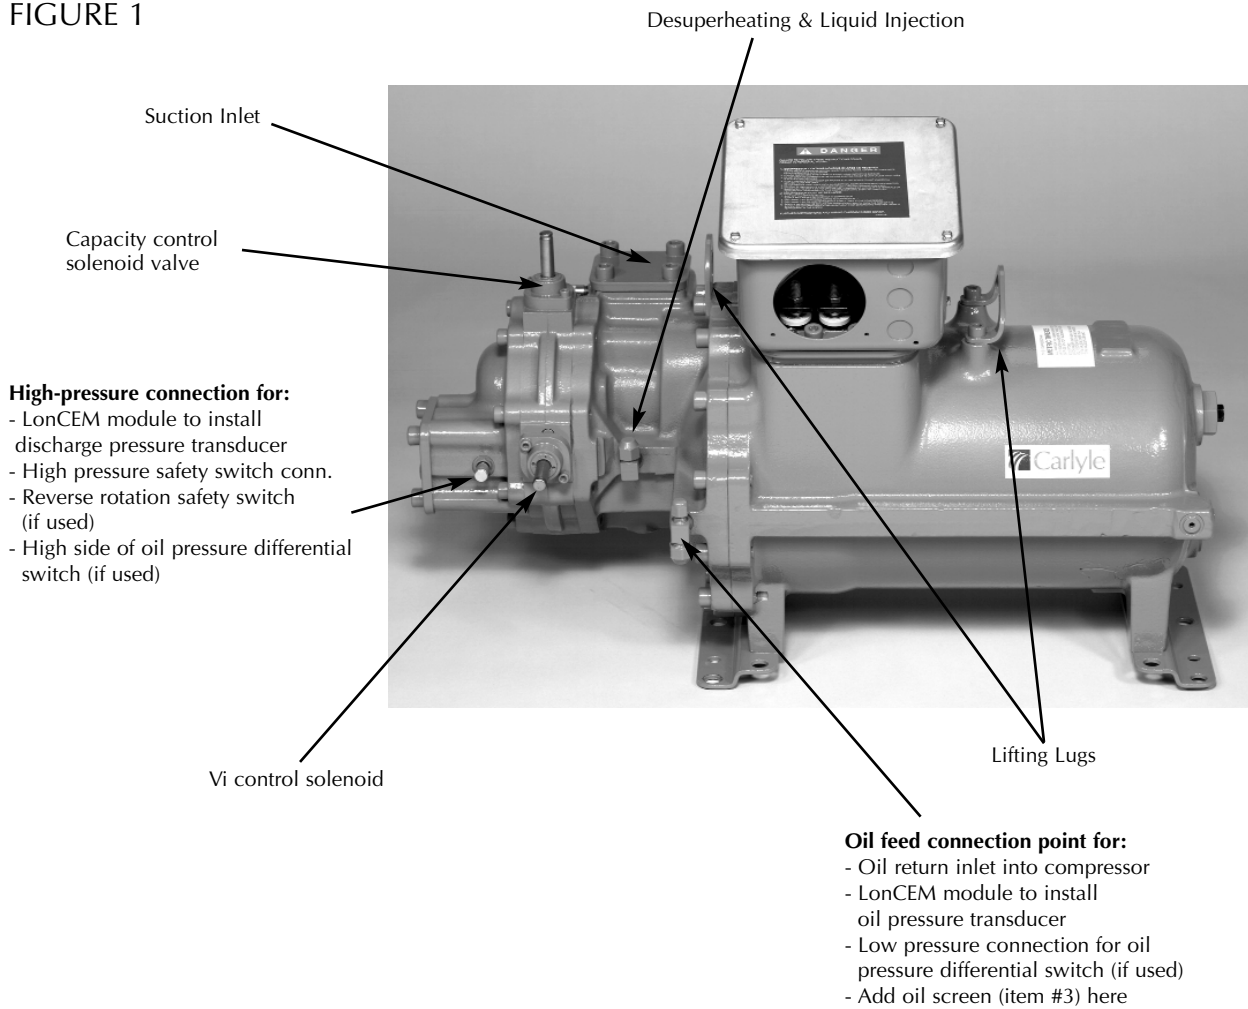 FIGURE 1
Desuperheating & Liquid Injection
Suction Inlet
DANGER
Capacity control
solenoid valve
High-pressure connection for:
- LonCEM module to install
discharge pressure transducer
- High pressure safety switch conn.
- Reverse rotation safety switch
(if used)
- High side of oil pressure differential
switch (if used)
Carlyle
Vi control solenoid
Lifting Lugs
Oil feed connection point for:
- Oil return inlet into compressor
- LonCEM module to install
oil pressure transducer
- Low pressure connection for oil
pressure differential switch (if used)
- Add oil screen (item #3) here